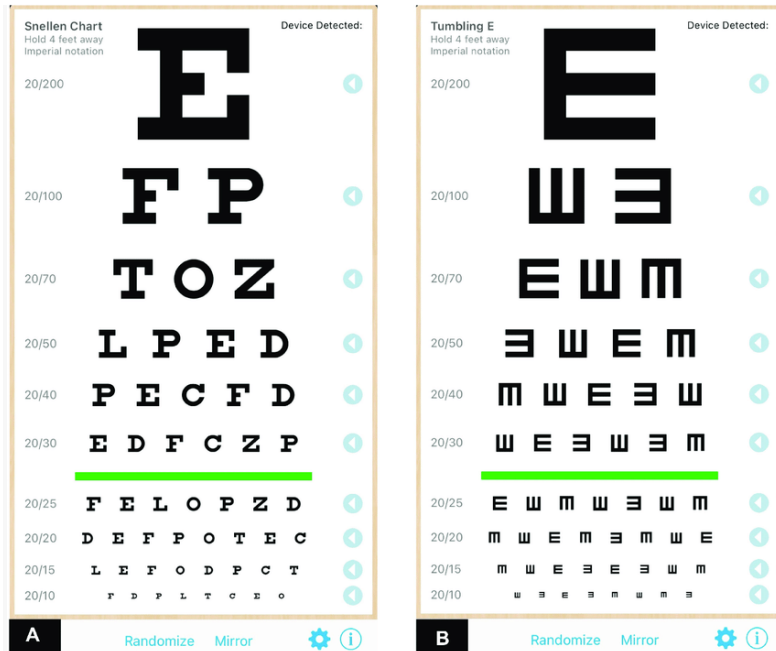 Snellen Chart
Hold 4 feet away
Imperial notation
Device Detected:
20/200 E
20/100 F P
20/70 T O Z
20/50 L P E D
20/40 P E C F D
20/30 E D F C Z P
20/25 F E L O P Z D
20/20 D E F P O T E C
20/15 L E F O D P C T
20/10 F D P L T C E O
A
Randomize Mirror
Tumbling E
Hold 4 feet away
Imperial notation
Device Detected:
20/200 E
20/100 Ш Ǝ
20/70 E Ш m
20/50 Ǝ Ш E m
20/40 m Ш E Ǝ Ш
20/30 Ш E Ǝ Ш Ǝ m
20/25 E Ш m Ш Ǝ Ш m
20/20 m Ш E m Ǝ m Ш E
20/15 m Ш E Ǝ E Ǝ Ш m
20/10
B
Randomize Mirror